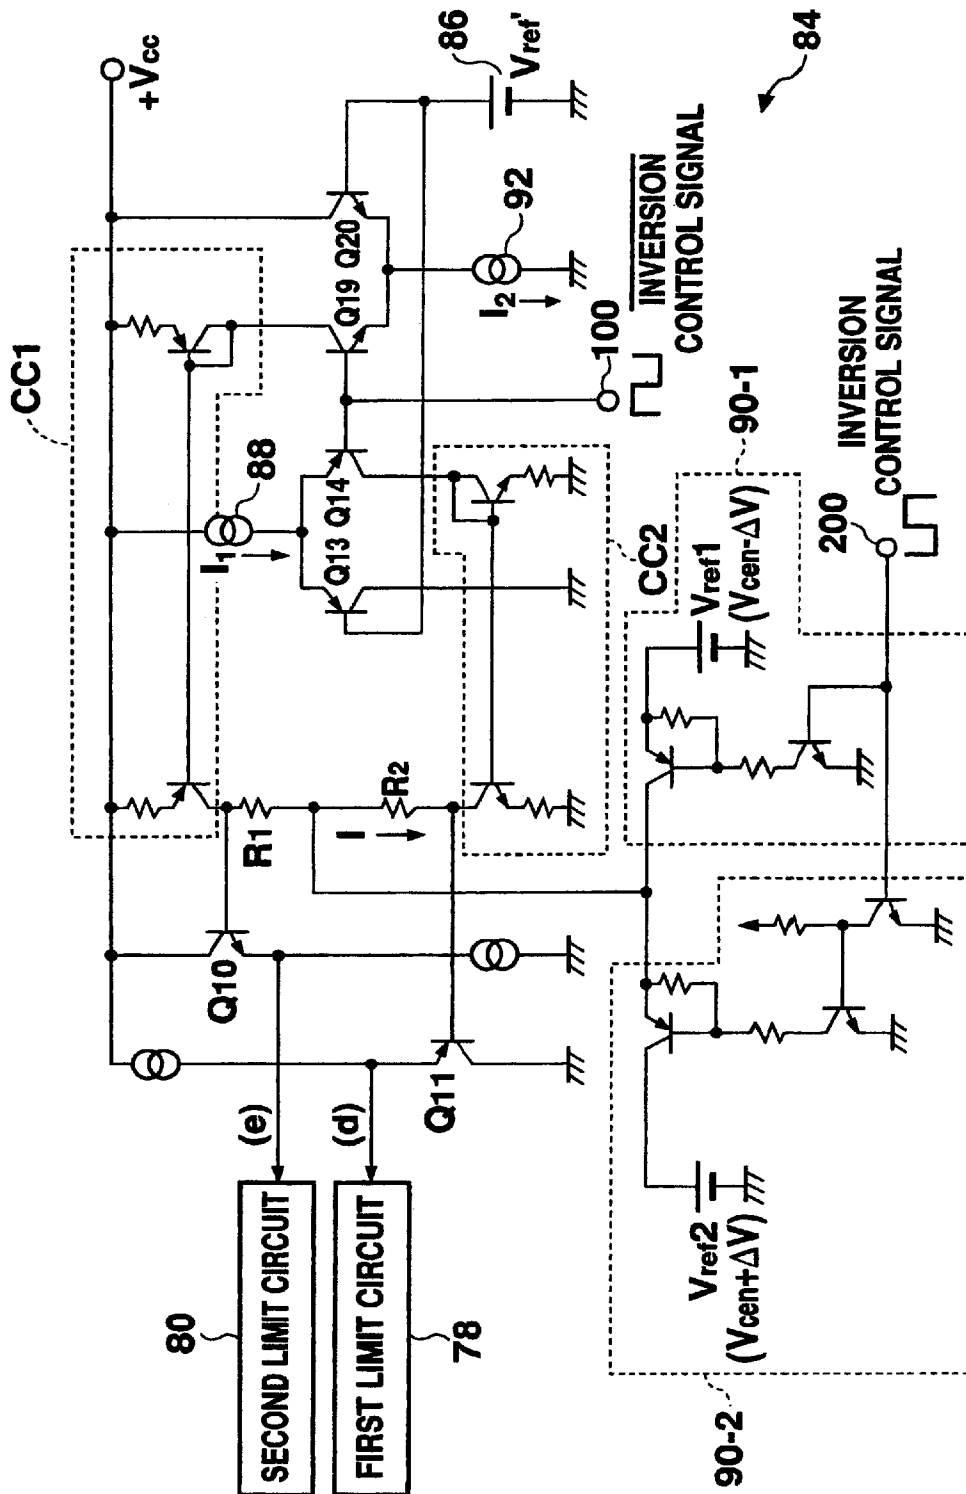 CC1
+Vcc
88
I1
Q13 Q14
Q19 Q20
86
Vref'
R1
I
R2
Q10
Q11
(e)
(d)
80
SECOND LIMIT CIRCUIT
FIRST LIMIT CIRCUIT
78
CC2
I2
92
100
INVERSION
CONTROL SIGNAL
84
90-1
Vref1
(Vcen-ΔV)
200
INVERSION
CONTROL SIGNAL
Vref2
(Vcen+ΔV)
90-2